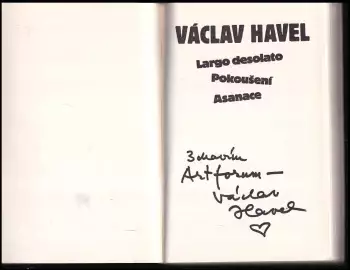 VÁCLAV HAVEL
Largo desolato
Pokoušení
Asanace
Zdravím
Artforum —
Václav
Havel